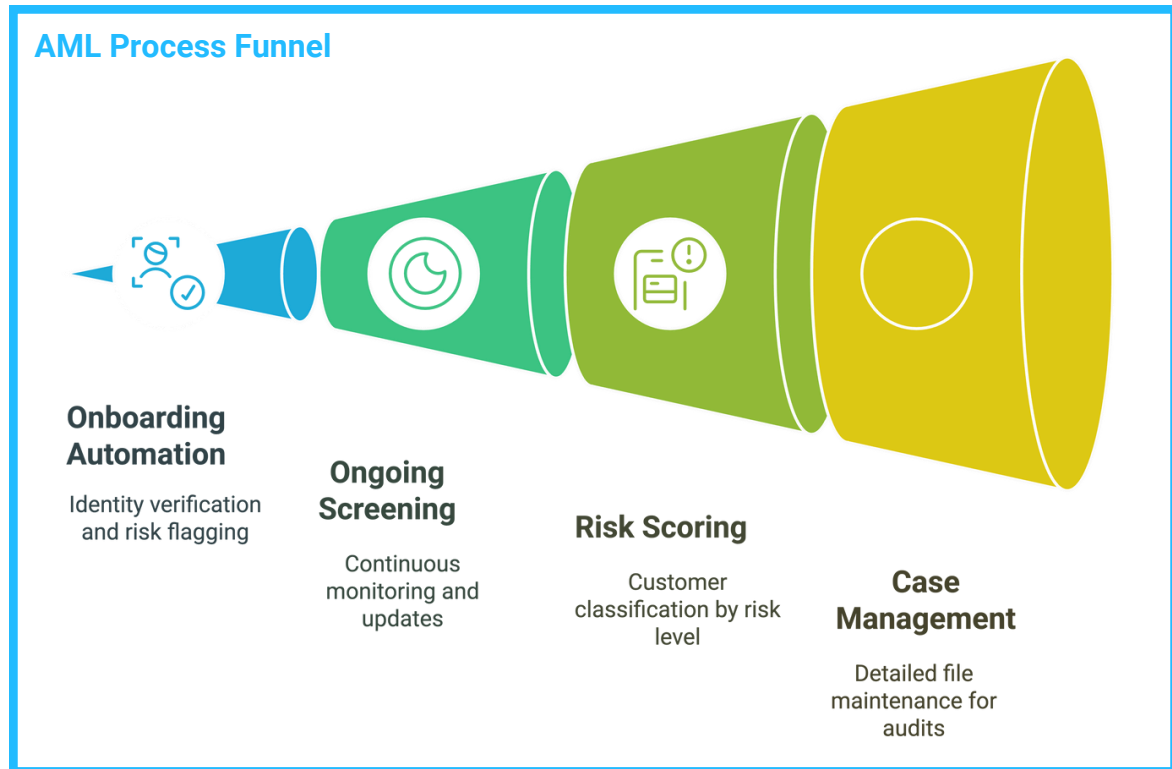 AML Process Funnel
Onboarding
Automation
Identity verification
and risk flagging
Ongoing
Screening
Continuous
monitoring and
updates
Risk Scoring
Customer
classification by risk
level
Case
Management
Detailed file
maintenance for
audits